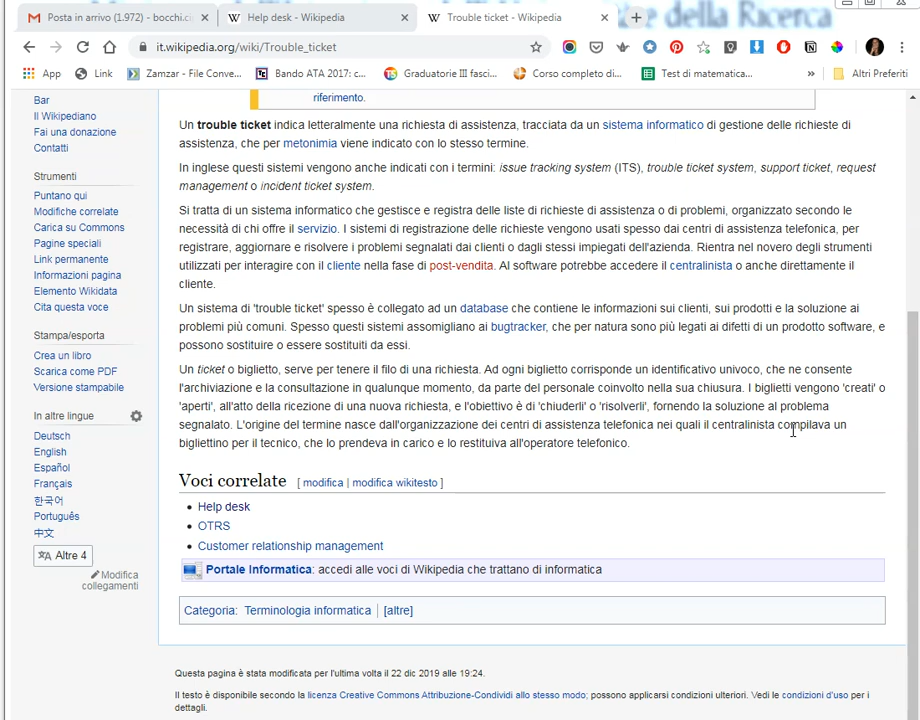 de della Ricerca
Posta in arrivo (1.972) - bocchi.c
Help desk - Wikipedia
Trouble ticket - Wikipedia
it.wikipedia.org/wiki/Trouble_ticket
App
Link
Zamzar - File Conve...
Bando ATA 2017: c...
Graduatorie III fasci...
Corso completo di...
Test di matematica...
»
Altri Preferiti
Bar
Il Wikipediano
Fai una donazione
Contatti
Strumenti
Puntano qui
Modifiche correlate
Carica su Commons
Pagine speciali
Link permanente
Informazioni pagina
Elemento Wikidata
Cita questa voce
Stampa/esporta
Crea un libro
Scarica come PDF
Versione stampabile
In altre lingue
Deutsch
English
Español
Français
한국어
Português
中文
Altre 4
Modifica
collegamenti
riferimento.
Un trouble ticket indica letteralmente una richiesta di assistenza, tracciata da un sistema informatico di gestione delle richieste di
assistenza, che per metonimia viene indicato con lo stesso termine.
In inglese questi sistemi vengono anche indicati con i termini: issue tracking system (ITS), trouble ticket system, support ticket, request
management o incident ticket system.
Si tratta di un sistema informatico che gestisce e registra delle liste di richieste di assistenza o di problemi, organizzato secondo le
necessità di chi offre il servizio. I sistemi di registrazione delle richieste vengono usati spesso dai centri di assistenza telefonica, per
registrare, aggiornare e risolvere i problemi segnalati dai clienti o dagli stessi impiegati dell'azienda. Rientra nel novero degli strumenti
utilizzati per interagire con il cliente nella fase di post-vendita. Al software potrebbe accedere il centralinista o anche direttamente il
cliente.
Un sistema di 'trouble ticket' spesso è collegato ad un database che contiene le informazioni sui clienti, sui prodotti e la soluzione ai
problemi più comuni. Spesso questi sistemi assomigliano ai bugtracker, che per natura sono più legati ai difetti di un prodotto software, e
possono sostituire o essere sostituiti da essi.
Un ticket o biglietto, serve per tenere il filo di una richiesta. Ad ogni biglietto corrisponde un identificativo univoco, che ne consente
l'archiviazione e la consultazione in qualunque momento, da parte del personale coinvolto nella sua chiusura. I biglietti vengono 'creati' o
'aperti', all'atto della ricezione di una nuova richiesta, e l'obiettivo è di 'chiuderli' o 'risolverli', fornendo la soluzione al problema
segnalato. L'origine del termine nasce dall'organizzazione dei centri di assistenza telefonica nei quali il centralinista compilava un
bigliettino per il tecnico, che lo prendeva in carico e lo restituiva all'operatore telefonico.
Voci correlate [ modifica | modifica wikitesto ]
Help desk
OTRS
Customer relationship management
Portale Informatica: accedi alle voci di Wikipedia che trattano di informatica
Categoria: Terminologia informatica | [altre]
Questa pagina è stata modificata per l'ultima volta il 22 dic 2019 alle 19:24.
Il testo è disponibile secondo la licenza Creative Commons Attribuzione-Condividi allo stesso modo; possono applicarsi condizioni ulteriori. Vedi le condizioni d'uso per i
dettagli.